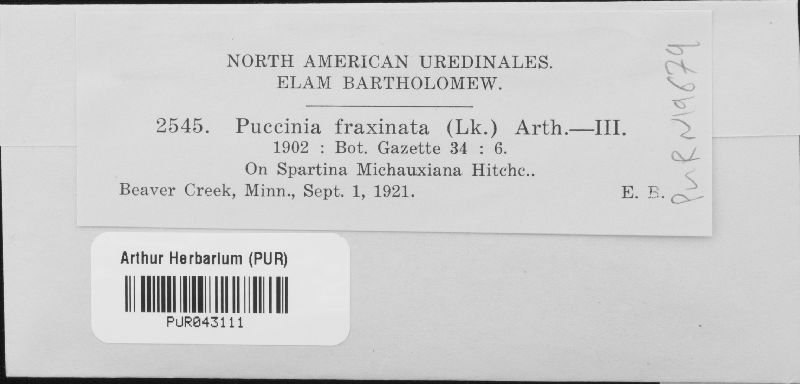 NORTH AMERICAN UREDINALES.
ELAM BARTHOLOMEW.
2545. Puccinia fraxinata (Lk.) Arth.—III.
1902 : Bot. Gazette 34 : 6.
On Spartina Michauxiana Hitchc..
Beaver Creek, Minn., Sept. 1, 1921. E. B.
PUR N19679
Arthur Herbarium (PUR)
PUR043111